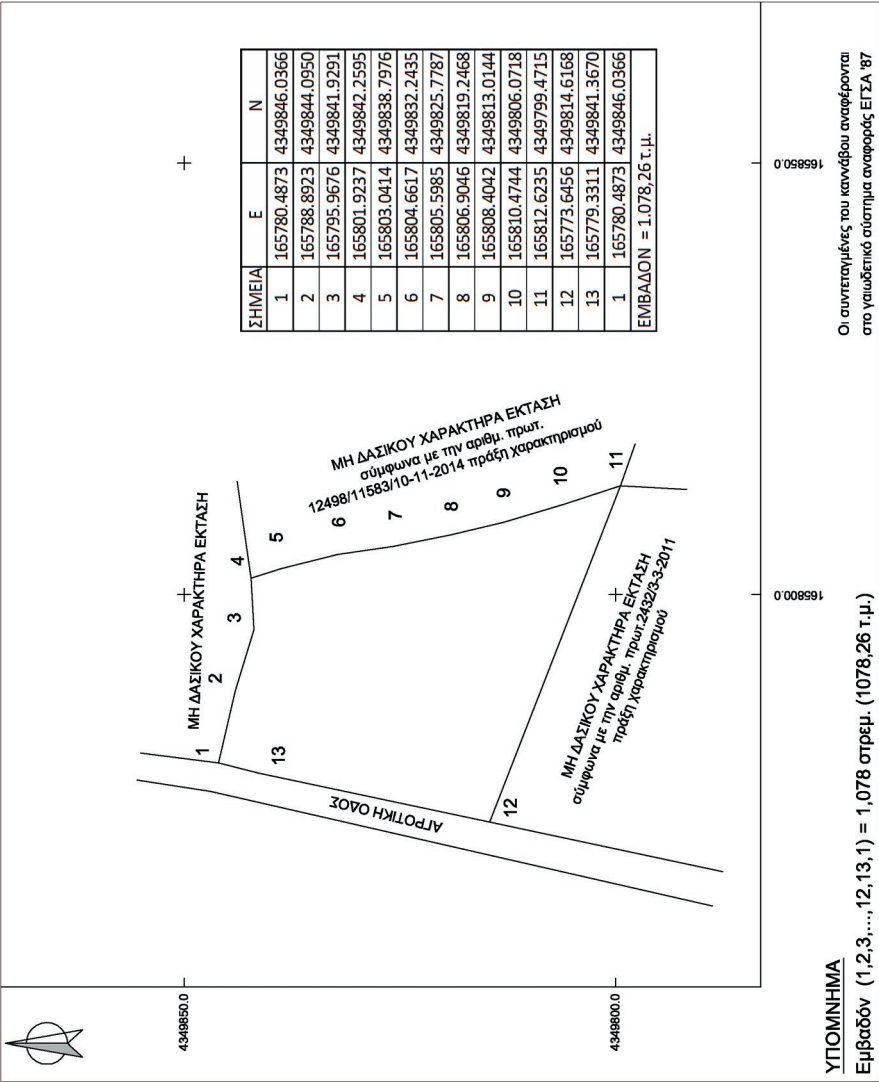 4349850.0
4349800.0
165800.0
165850.0
ΜΗ ΔΑΣΙΚΟΥ ΧΑΡΑΚΤΗΡΑ ΕΚΤΑΣΗ
1
2
3
4
5
6
7
8
9
10
11
12
13
ΑΓΡΟΤΙΚΗ ΟΔΟΣ
ΜΗ ΔΑΣΙΚΟΥ ΧΑΡΑΚΤΗΡΑ ΕΚΤΑΣΗ
σύμφωνα με την αριθμ. πρωτ.
12498/11583/10-11-2014 πράξη χαρακτηρισμού
ΜΗ ΔΑΣΙΚΟΥ ΧΑΡΑΚΤΗΡΑ ΕΚΤΑΣΗ
σύμφωνα με την αριθμ. πρωτ.2432/3-3-2011
πράξη χαρακτηρισμού
ΣΗΜΕΙΑ E N
1 165780.4873 4349846.0366
2 165788.8923 4349844.0950
3 165795.9676 4349841.9291
4 165801.9237 4349842.2595
5 165803.0414 4349838.7976
6 165804.6617 4349832.2435
7 165805.5985 4349825.7787
8 165806.9046 4349819.2468
9 165808.4042 4349813.0144
10 165810.4744 4349806.0718
11 165812.6235 4349799.4715
12 165773.6456 4349814.6168
13 165779.3311 4349841.3670
1 165780.4873 4349846.0366
ΕΜΒΑΔΟΝ = 1.078,26 τ.μ.
ΥΠΟΜΝΗΜΑ
Εμβαδόν (1,2,3,...,12,13,1) = 1,078 στρεμ. (1078,26 τ.μ.)
Οι συντεταγμένες του καννάβου αναφέρονται
στο γαιωδετικό σύστημα αναφοράς ΕΓΣΑ '87